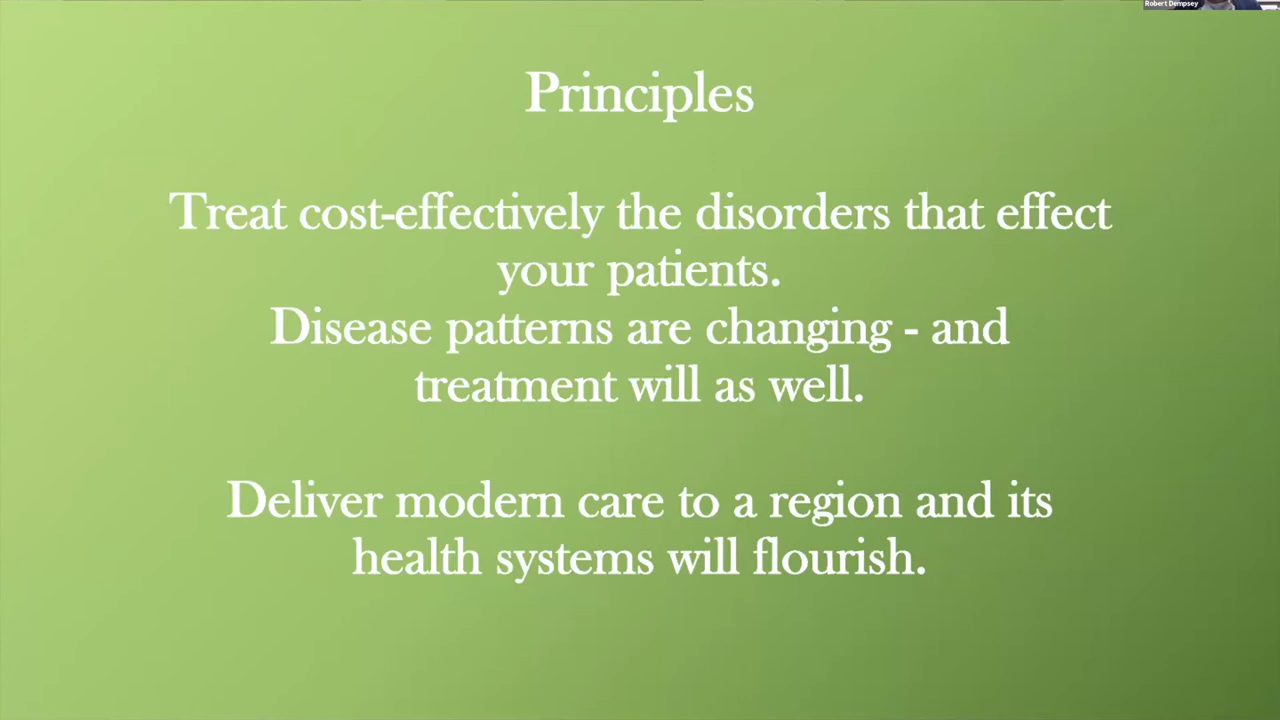 Robert Dempsey
Principles
Treat cost-effectively the disorders that effect
your patients.
Disease patterns are changing - and
treatment will as well.
Deliver modern care to a region and its
health systems will flourish.